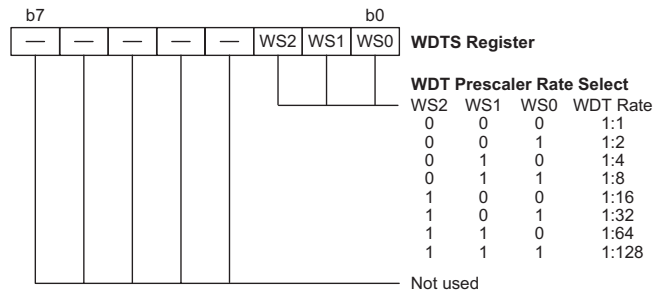 b7 b0
— — — — — WS2 WS1 WS0 WDTS Register
WDT Prescaler Rate Select
WS2 WS1 WS0 WDT Rate
0 0 0 1:1
0 0 1 1:2
0 1 0 1:4
0 1 1 1:8
1 0 0 1:16
1 0 1 1:32
1 1 0 1:64
1 1 1 1:128
Not used